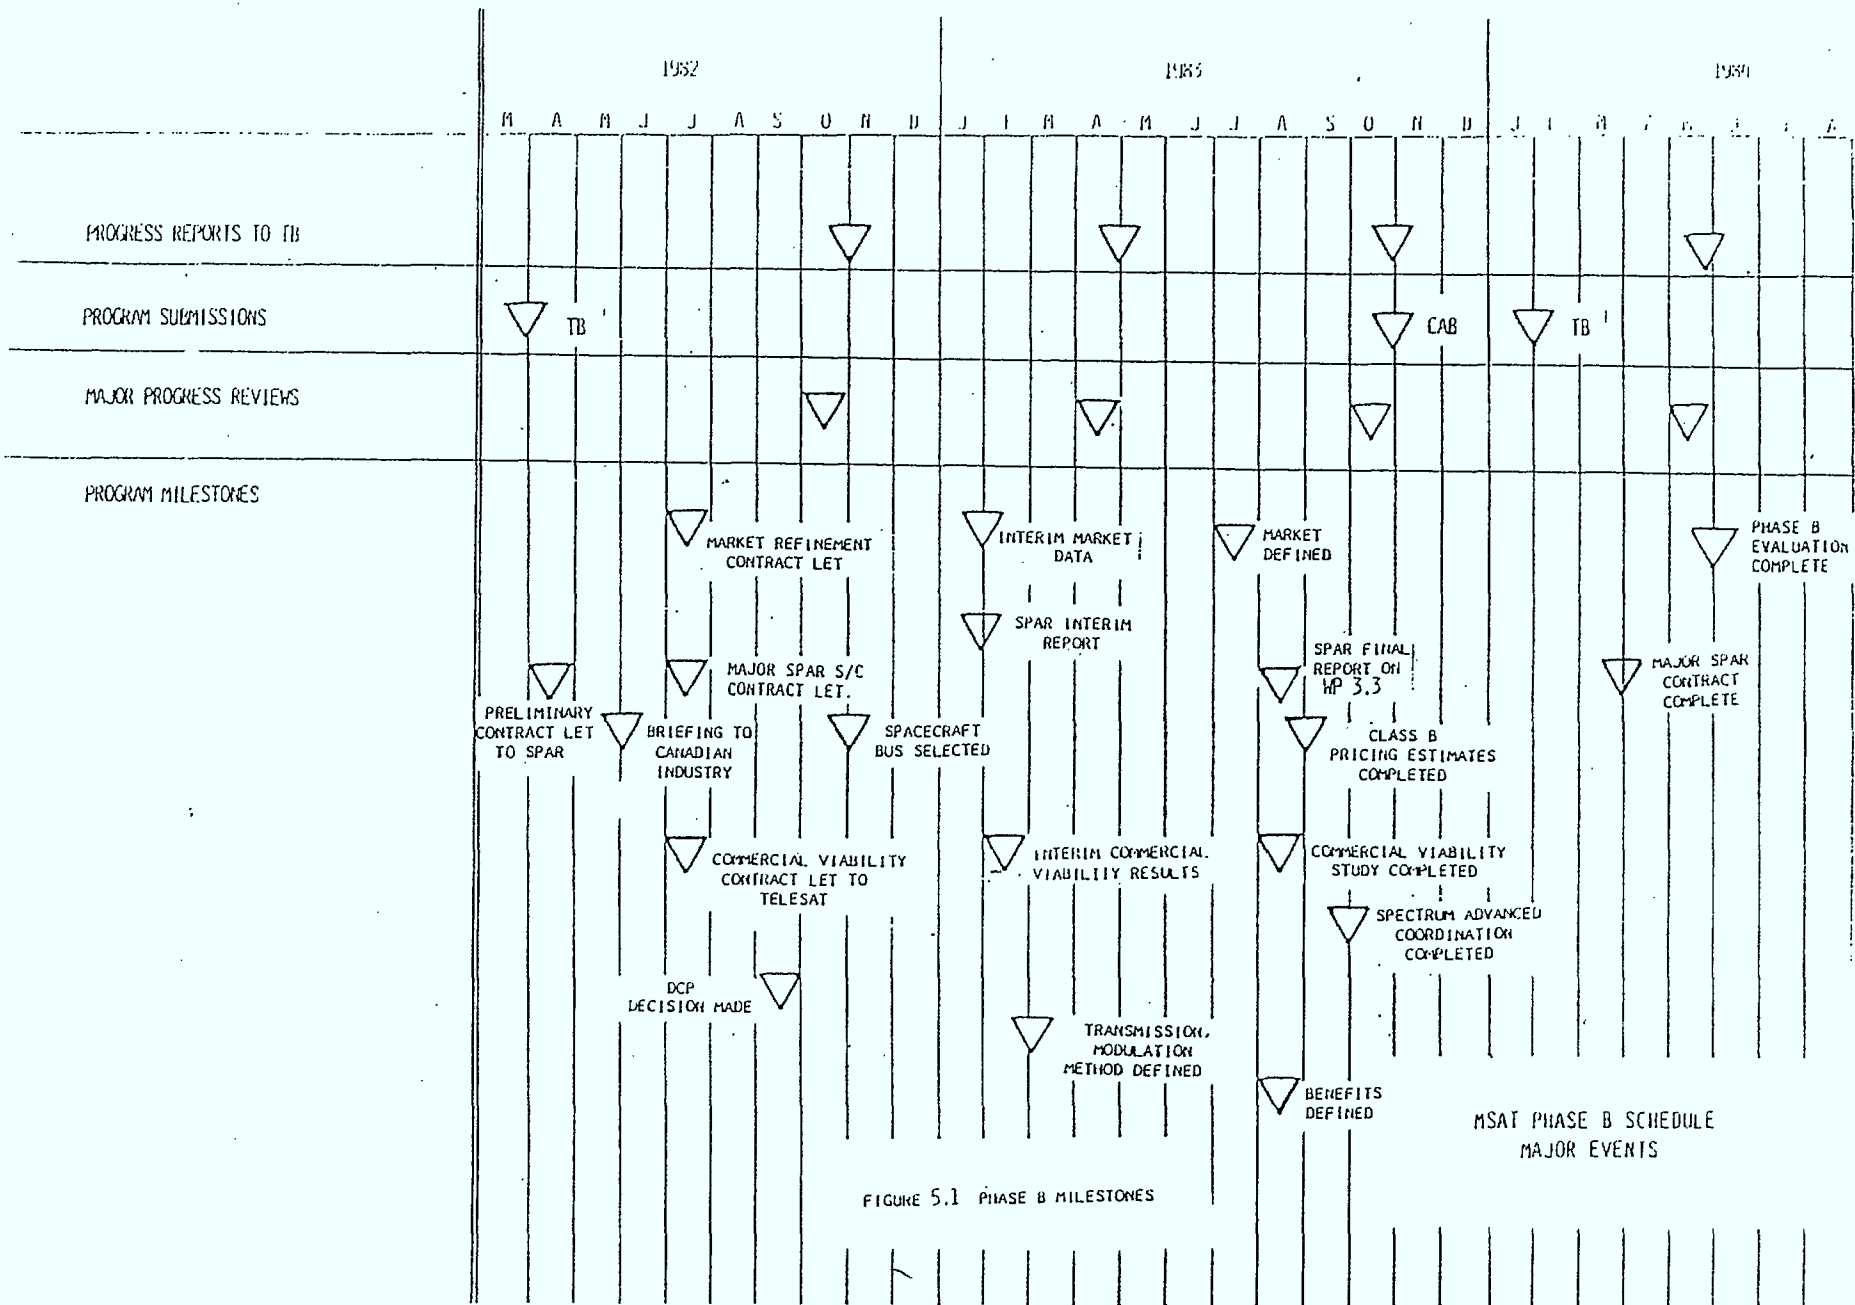 1982 1983 1984
M A M J J A S O N D J F M A M J J A S O N D J F M A M J J A
PROGRESS REPORTS TO TB
PROGRAM SUBMISSIONS
TB
CAB
TB
MAJOR PROGRESS REVIEWS
PROGRAM MILESTONES
MARKET REFINEMENT
CONTRACT LET
INTERIM MARKET
DATA
MARKET
DEFINED
PHASE B
EVALUATION
COMPLETE
SPAR INTERIM
REPORT
PRELIMINARY
CONTRACT LET
TO SPAR
MAJOR SPAR S/C
CONTRACT LET.
SPAR FINAL
REPORT ON
WP 3.3
MAJOR SPAR
CONTRACT
COMPLETE
BRIEFING TO
CANADIAN
INDUSTRY
SPACECRAFT
BUS SELECTED
CLASS B
PRICING ESTIMATES
COMPLETED
COMMERCIAL VIABILITY
CONTRACT LET TO
TELESAT
INTERIM COMMERCIAL
VIABILITY RESULTS
COMMERCIAL VIABILITY
STUDY COMPLETED
SPECTRUM ADVANCED
COORDINATION
COMPLETED
DCP
DECISION MADE
TRANSMISSION,
MODULATION
METHOD DEFINED
BENEFITS
DEFINED
MSAT PHASE B SCHEDULE
MAJOR EVENTS
FIGURE 5.1 PHASE B MILESTONES